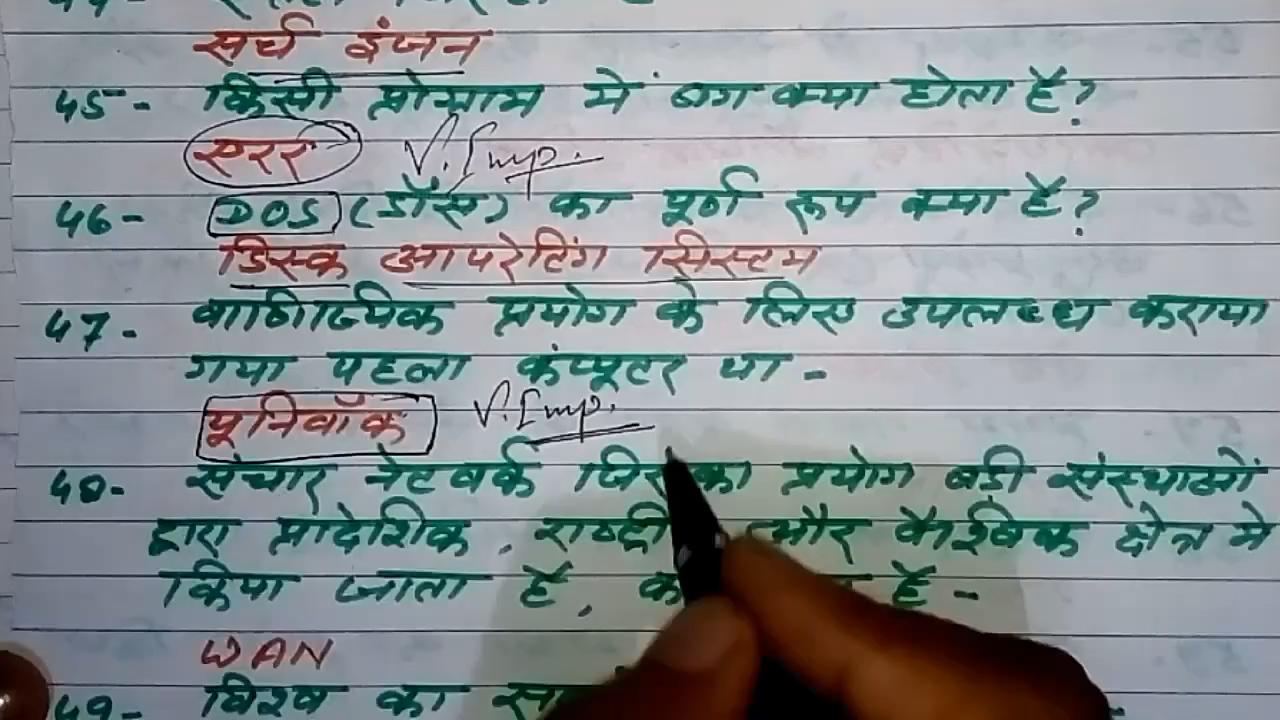 44-
सर्च इंजन
45- किसी प्रोग्राम में बग क्या होता है?
एरर V. Imp.
46- DOS (डॉस) का पूर्ण रूप क्या है?
डिस्क आपरेटिंग सिस्टम
47- वाणिज्यिक प्रयोग के लिए उपलब्ध कराया
गया पहला कंप्यूटर था -
यूनिवॉक V. Imp.
48- संचार नेटवर्क जिसका प्रयोग बडी संस्थाओं
द्वारा प्रादेशिक, राष्ट्री और वैश्विक क्षेत्र मे
किया जाता है, क है -
WAN
49- विश्व का